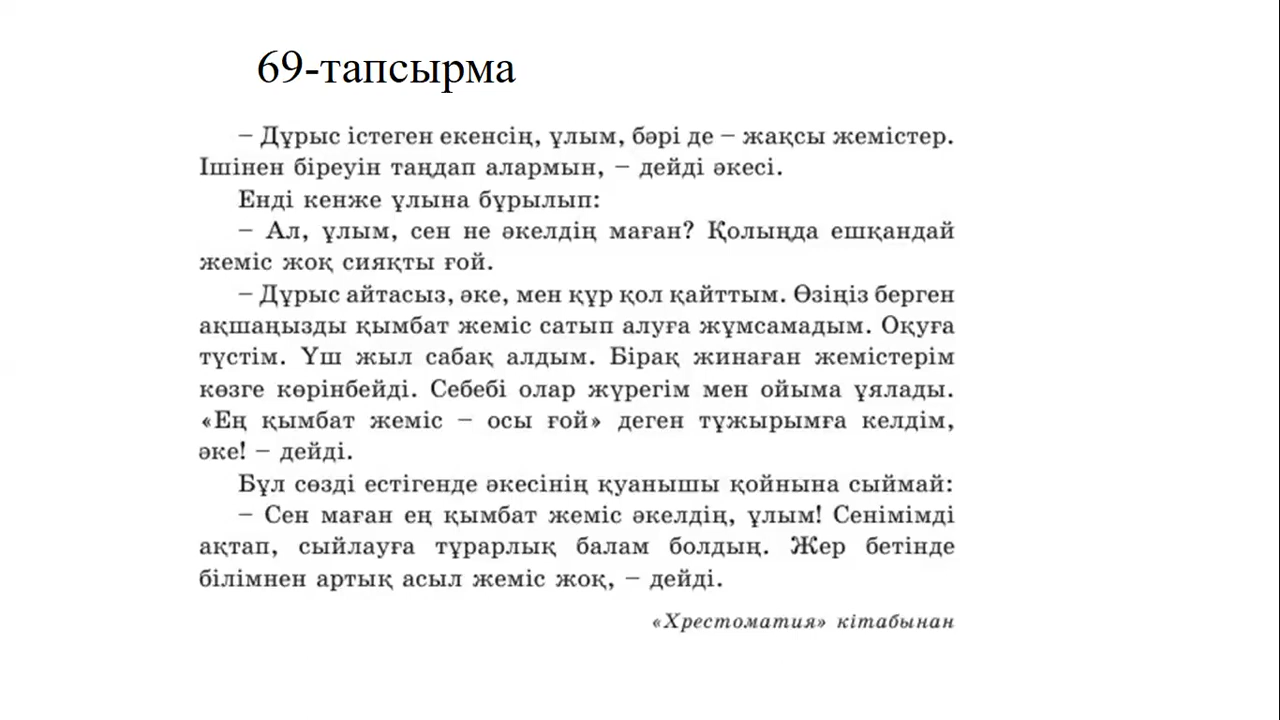 69-тапсырма
– Дұрыс істеген екенсің, ұлым, бәрі де – жақсы жемістер.
Ішінен біреуін таңдап алармын, – дейді әкесі.
Енді кенже ұлына бұрылып:
– Ал, ұлым, сен не әкелдің маған? Қолыңда ешқандай
жеміс жоқ сияқты ғой.
– Дұрыс айтасыз, әке, мен құр қол қайттым. Өзіңіз берген
ақшаңызды қымбат жеміс сатып алуға жұмсамадым. Оқуға
түстім. Үш жыл сабақ алдым. Бірақ жинаған жемістерім
көзге көрінбейді. Себебі олар жүрегім мен ойыма ұялады.
«Ең қымбат жеміс – осы ғой» деген тұжырымға келдім,
әке! – дейді.
Бұл сөзді естігенде әкесінің қуанышы қойнына сыймай:
– Сен маған ең қымбат жеміс әкелдің, ұлым! Сенімімді
ақтап, сыйлауға тұрарлық балам болдың. Жер бетінде
білімнен артық асыл жеміс жоқ, – дейді.
«Хрестоматия» кітабынан